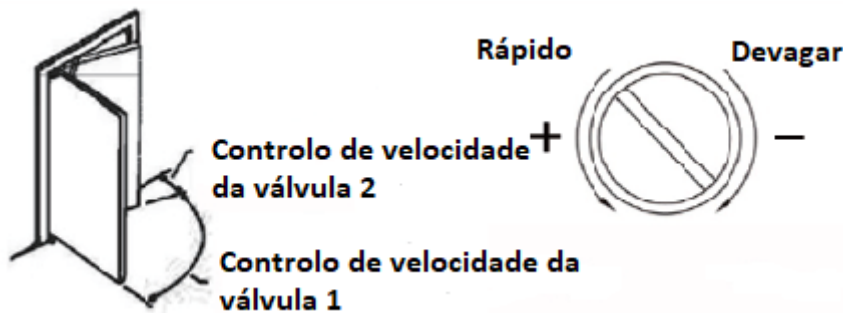 Rápido
Devagar
+
−
Controlo de velocidade
da válvula 2
Controlo de velocidade da
válvula 1